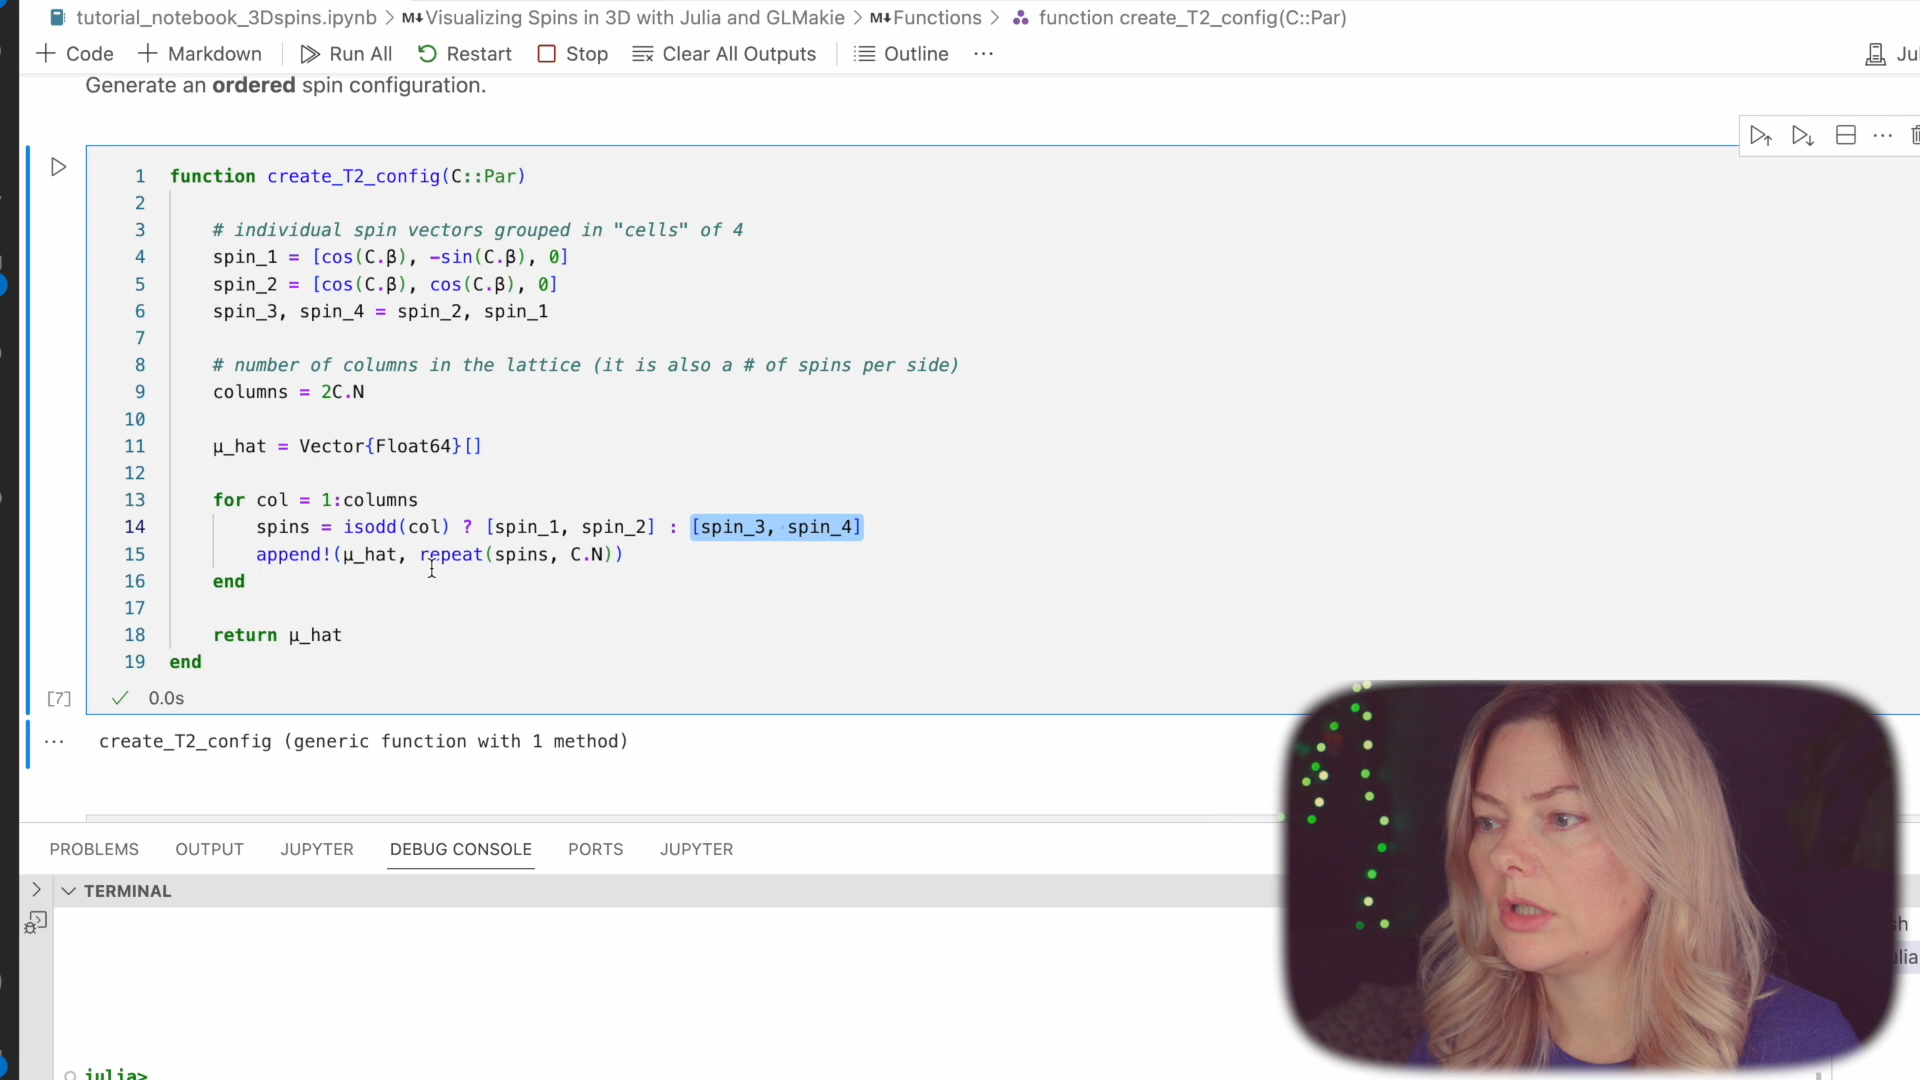 tutorial_notebook_3Dspins.ipynb > M↓Visualizing Spins in 3D with Julia and GLMakie > M↓Functions > function create_T2_config(C::Par)
+ Code + Markdown Run All Restart Stop Clear All Outputs Outline ···
Generate an ordered spin configuration.
1 function create_T2_config(C::Par)
2
3 # individual spin vectors grouped in "cells" of 4
4 spin_1 = [cos(C.β), -sin(C.β), 0]
5 spin_2 = [cos(C.β), cos(C.β), 0]
6 spin_3, spin_4 = spin_2, spin_1
7
8 # number of columns in the lattice (it is also a # of spins per side)
9 columns = 2C.N
10
11 μ_hat = Vector{Float64}[]
12
13 for col = 1:columns
14 spins = isodd(col) ? [spin_1, spin_2] : [spin_3, spin_4]
15 append!(μ_hat, repeat(spins, C.N))
16 end
17
18 return μ_hat
19 end
[7] ✓ 0.0s
··· create_T2_config (generic function with 1 method)
PROBLEMS OUTPUT JUPYTER DEBUG CONSOLE PORTS JUPYTER
TERMINAL
julia>